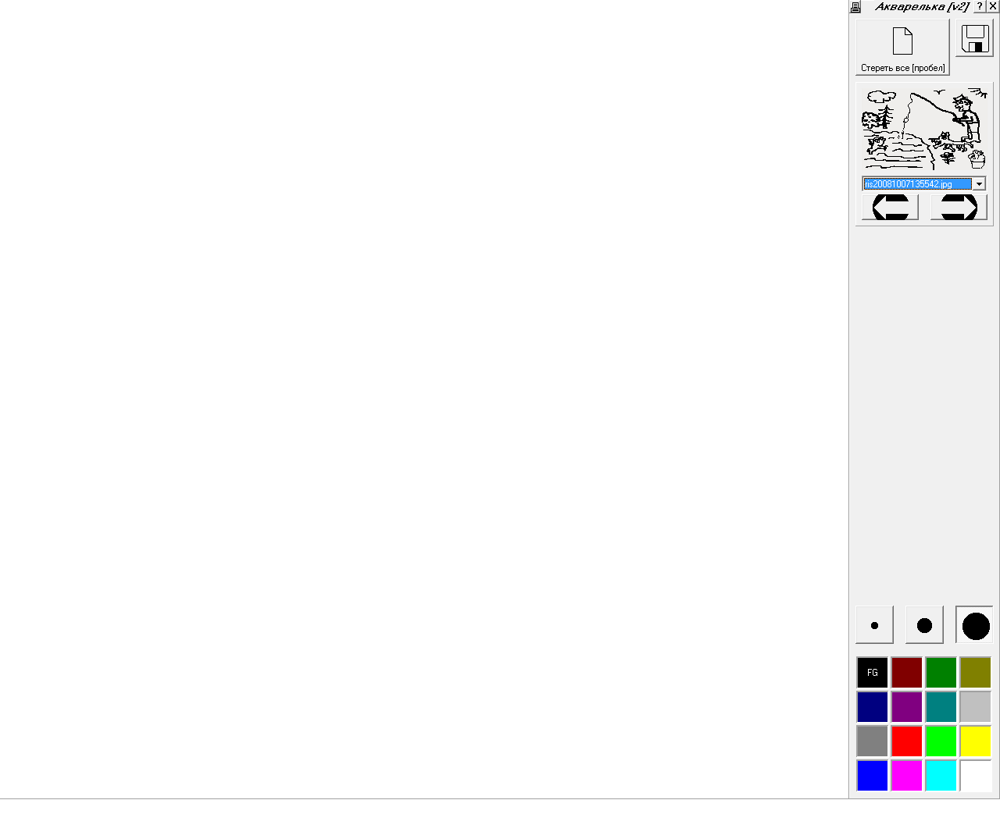 Акварелька [v2] ?
Стереть все [пробел]
ris20081007135542.jpg
FG